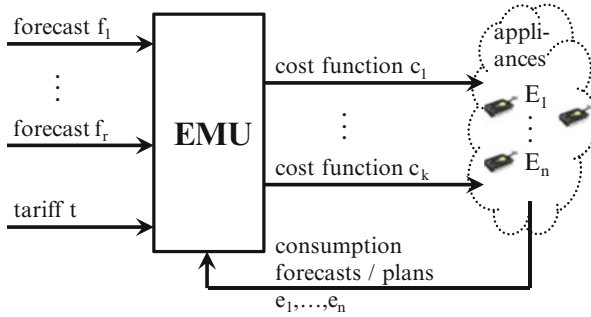 forecast f₁
⋮
forecast fᵣ
tariff t
EMU
cost function c₁
⋮
cost function cₖ
appli-
ances
E₁
⋮
Eₙ
consumption
forecasts / plans
e₁,…,eₙ